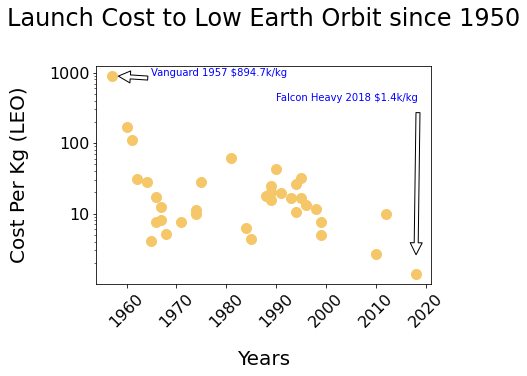 Launch Cost to Low Earth Orbit since 1950
Vanguard 1957 $894.7k/kg
Falcon Heavy 2018 $1.4k/kg
Cost Per Kg (LEO)
1000
100
10
1960
1970
1980
1990
2000
2010
2020
Years